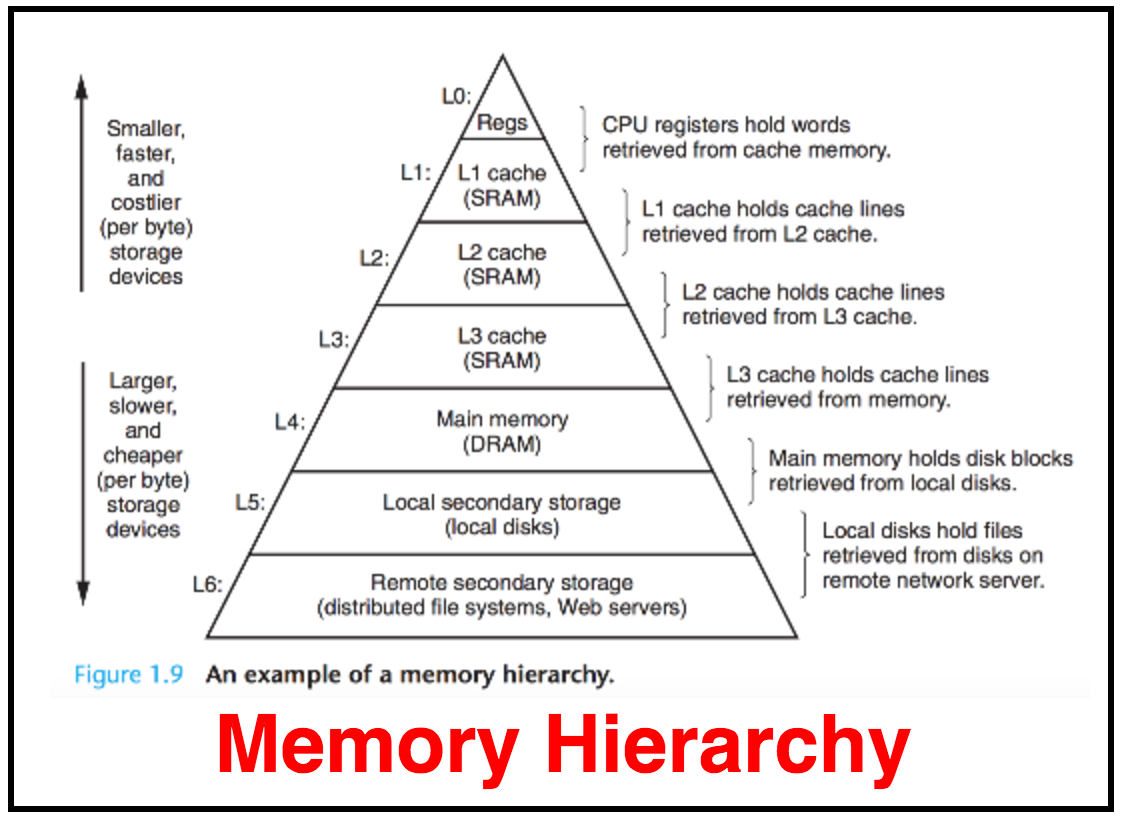 Smaller,
faster,
and
costlier
(per byte)
storage
devices
Larger,
slower,
and
cheaper
(per byte)
storage
devices
L0:
Regs
CPU registers hold words
retrieved from cache memory.
L1:
L1 cache
(SRAM)
L1 cache holds cache lines
retrieved from L2 cache.
L2:
L2 cache
(SRAM)
L2 cache holds cache lines
retrieved from L3 cache.
L3:
L3 cache
(SRAM)
L3 cache holds cache lines
retrieved from memory.
L4:
Main memory
(DRAM)
Main memory holds disk blocks
retrieved from local disks.
L5:
Local secondary storage
(local disks)
Local disks hold files
retrieved from disks on
remote network server.
L6:
Remote secondary storage
(distributed file systems, Web servers)
Figure 1.9 An example of a memory hierarchy.
Memory Hierarchy